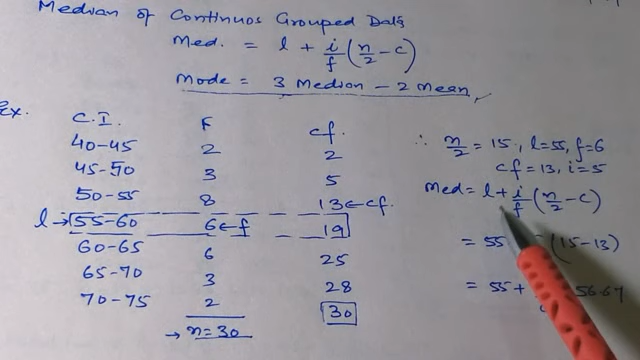 Median of Continuos Grouped Data
Med. = l + i/f (n/2 - c)
Mode = 3 Median - 2 Mean
Ex.
C.I. F cf.
40-45 2 2
45-50 3 5
50-55 8 13 ← cf.
l → 55-60 6 ← f 19
60-65 6 25
65-70 3 28
70-75 2 30
→ n = 30
∴ n/2 = 15, l = 55, f = 6
cf = 13, i = 5
Med = l + i/f (n/2 - c)
= 55 (15 - 13)
= 55 + 56.67